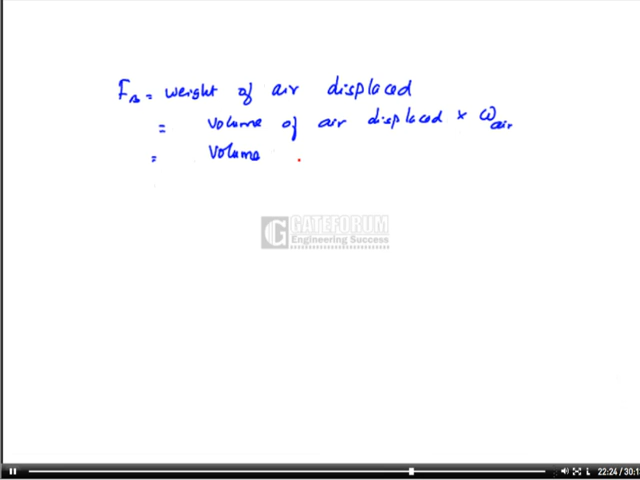 F_B = weight of air displaced
= volume of air displaced × ω_air
= volume
GATEFORUM
Engineering Success
22:24 / 30:1